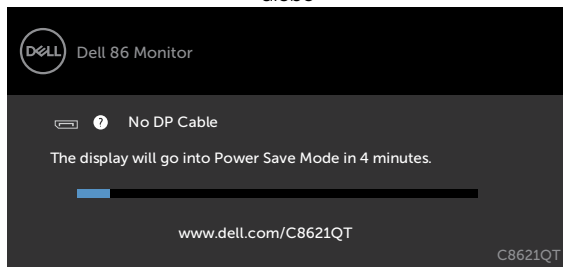 DELL
Dell 86 Monitor
? No DP Cable
The display will go into Power Save Mode in 4 minutes.
www.dell.com/C8621QT
C8621QT